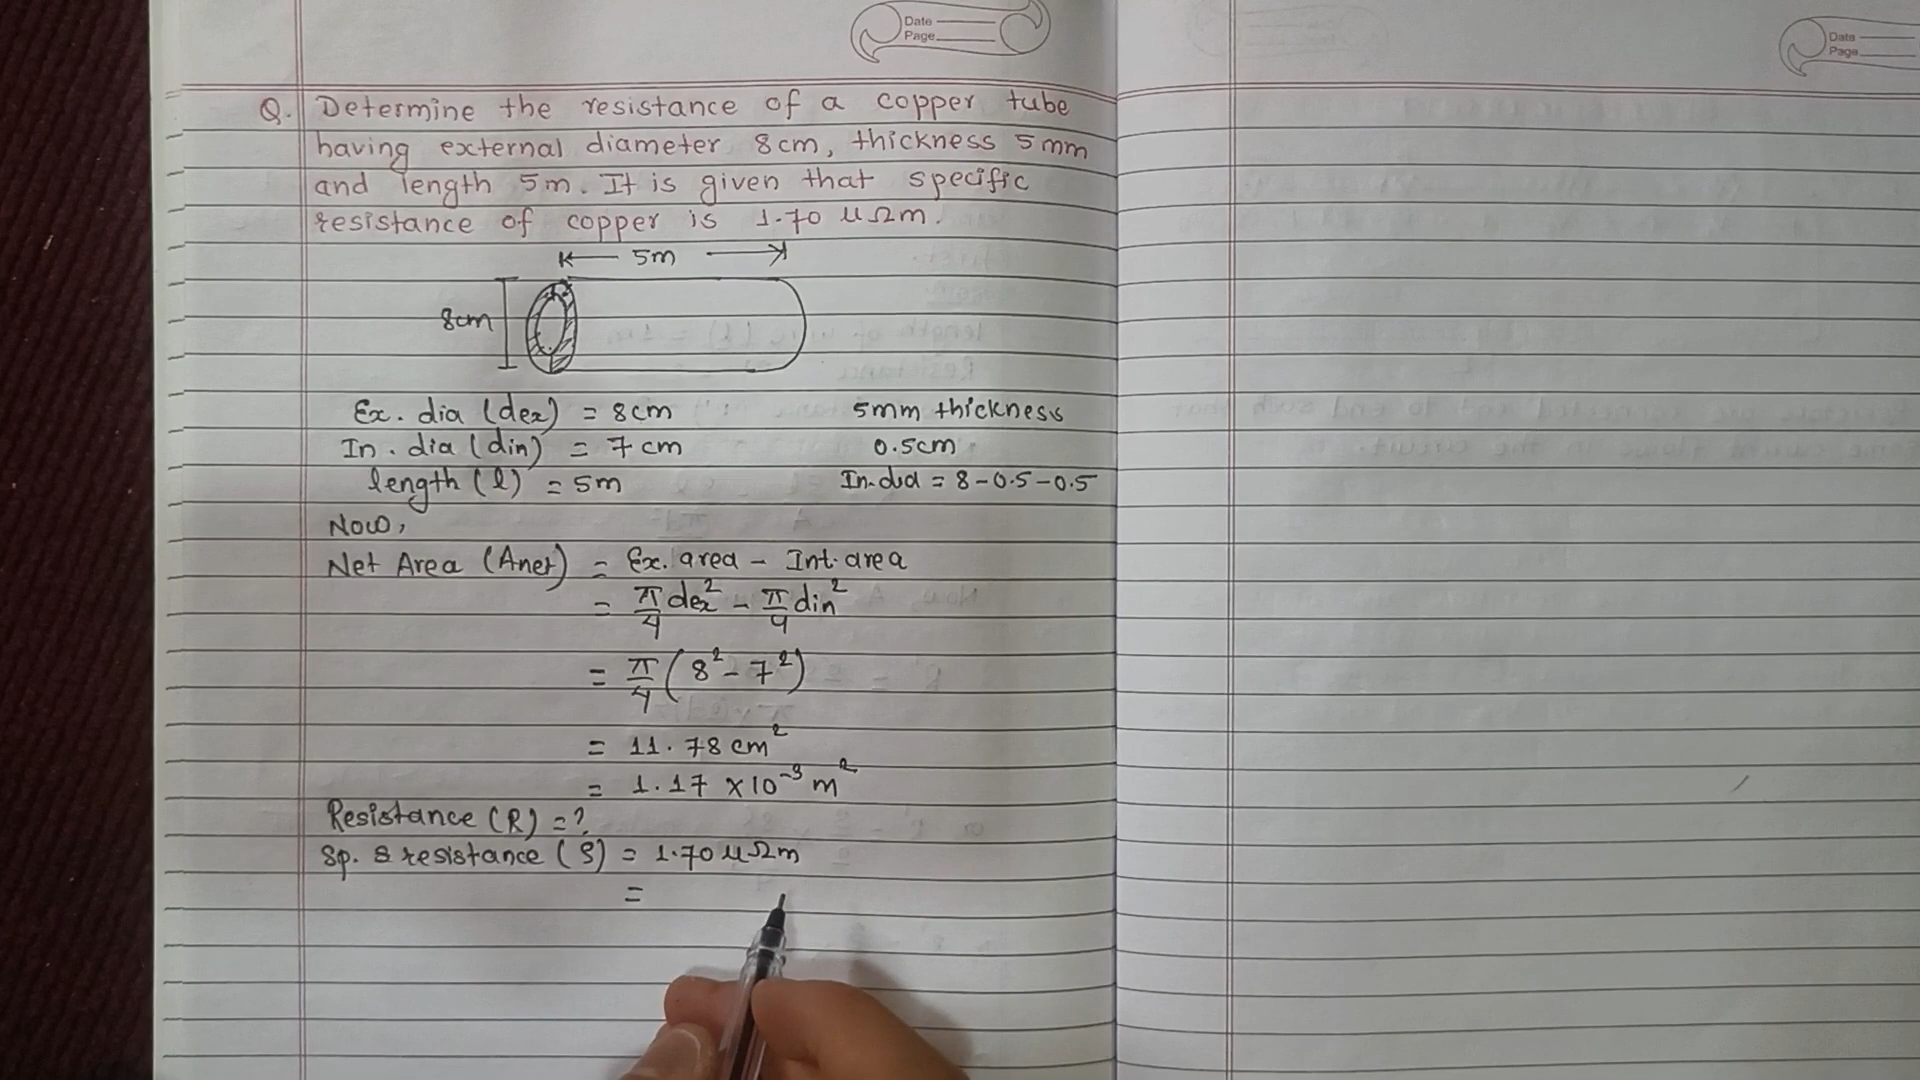 Date
Page
Date
Page
Q. Determine the resistance of a copper tube
having external diameter 8cm, thickness 5mm
and length 5m. It is given that specific
resistance of copper is 1.70 μΩm.
5m
8cm
Ex. dia (dex) = 8cm
5mm thickness
In. dia (din) = 7cm
0.5cm
length (l) = 5m
In.dia = 8-0.5-0.5
Now,
Net Area (Anet) = Ex. area - Int. area
= π/4 dex² - π/4 din²
= π/4 (8² - 7²)
= 11.78 cm²
= 1.17 × 10⁻³ m²
Resistance (R) = ?
Sp. resistance (ρ) = 1.70 μΩm
=